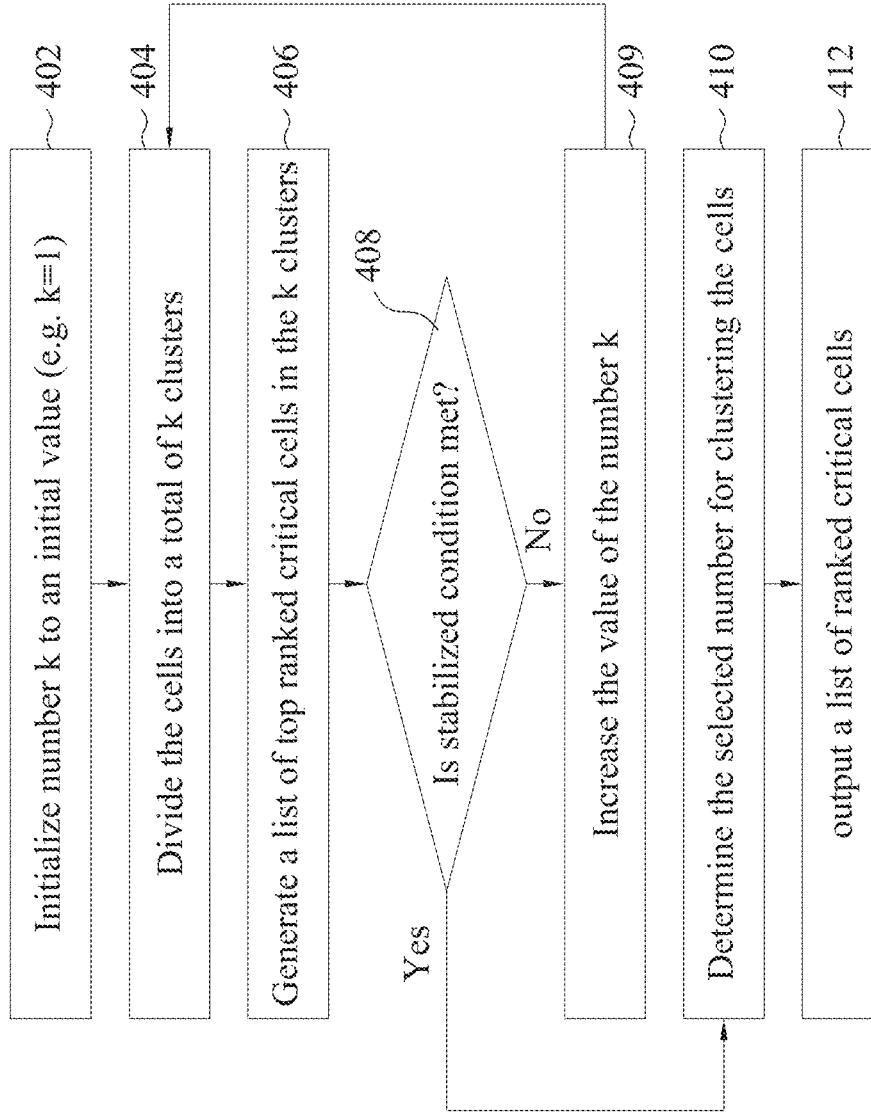 Initialize number k to an initial value (e.g. k=1)
402
Divide the cells into a total of k clusters
404
Generate a list of top ranked critical cells in the k clusters
406
Is stabilized condition met?
408
Yes
No
Increase the value of the number k
409
Determine the selected number for clustering the cells
410
output a list of ranked critical cells
412